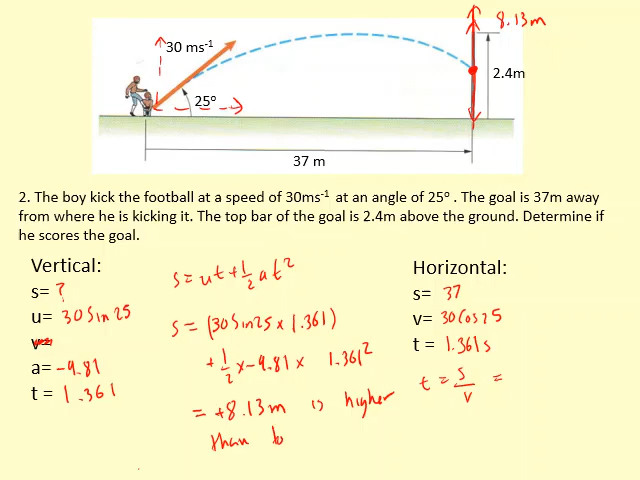 8.13m
30 ms-1
2.4m
25°
37 m
2. The boy kick the football at a speed of 30ms-1 at an angle of 25° . The goal is 37m away
from where he is kicking it. The top bar of the goal is 2.4m above the ground. Determine if
he scores the goal.
Vertical:
s= ?
u= 30 Sin 25
v=
a= -9.81
t = 1.361
s = ut + 1/2 at²
s = (30 Sin 25 × 1.361)
+ 1/2 × -9.81 × 1.361²
= +8.13m is higher
than
Horizontal:
s= 37
v= 30 Cos 25
t = 1.361s
t = s/v =